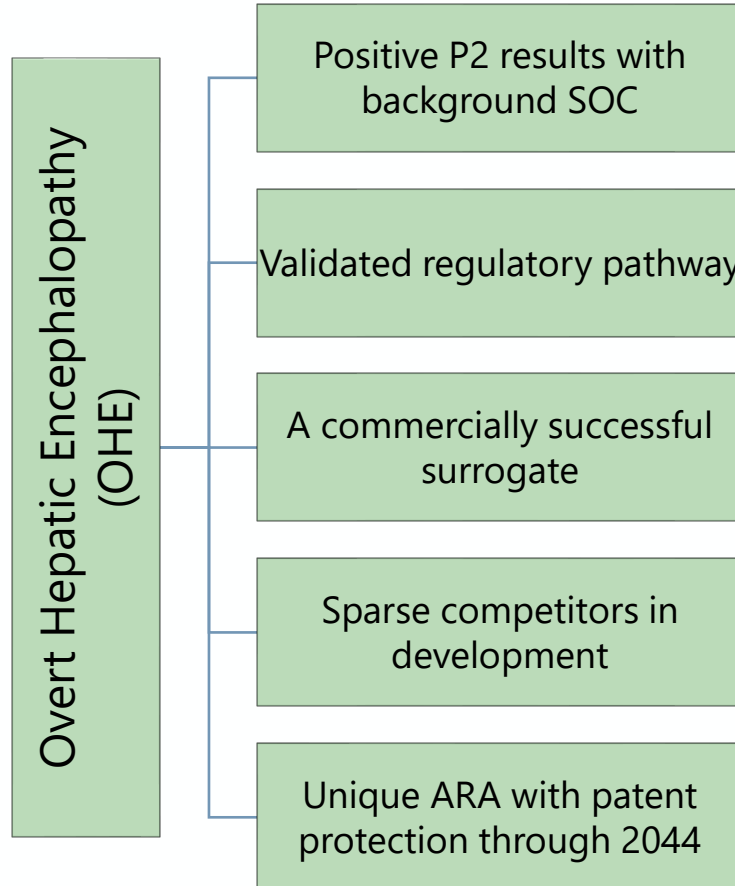 Overt Hepatic Encephalopathy
(OHE)
Positive P2 results with
background SOC
Validated regulatory pathway
A commercially successful
surrogate
Sparse competitors in
development
Unique ARA with patent
protection through 2044